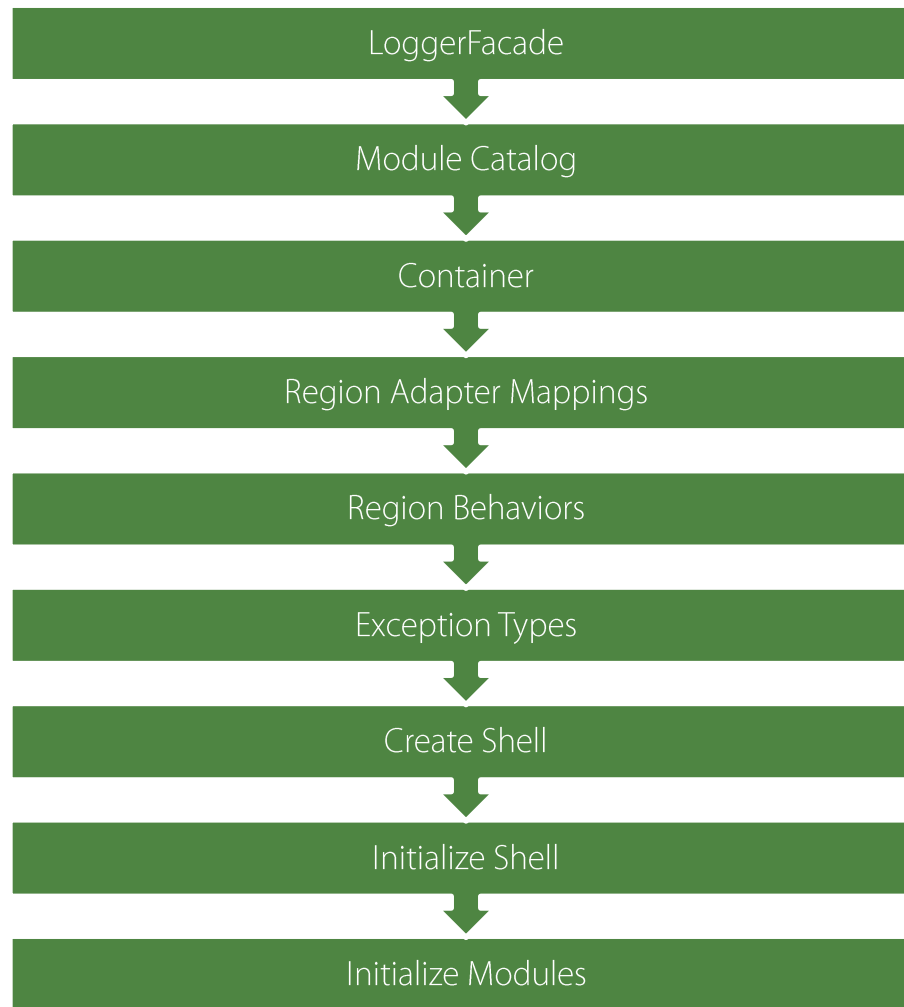 LoggerFacade
Module Catalog
Container
Region Adapter Mappings
Region Behaviors
Exception Types
Create Shell
Initialize Shell
Initialize Modules